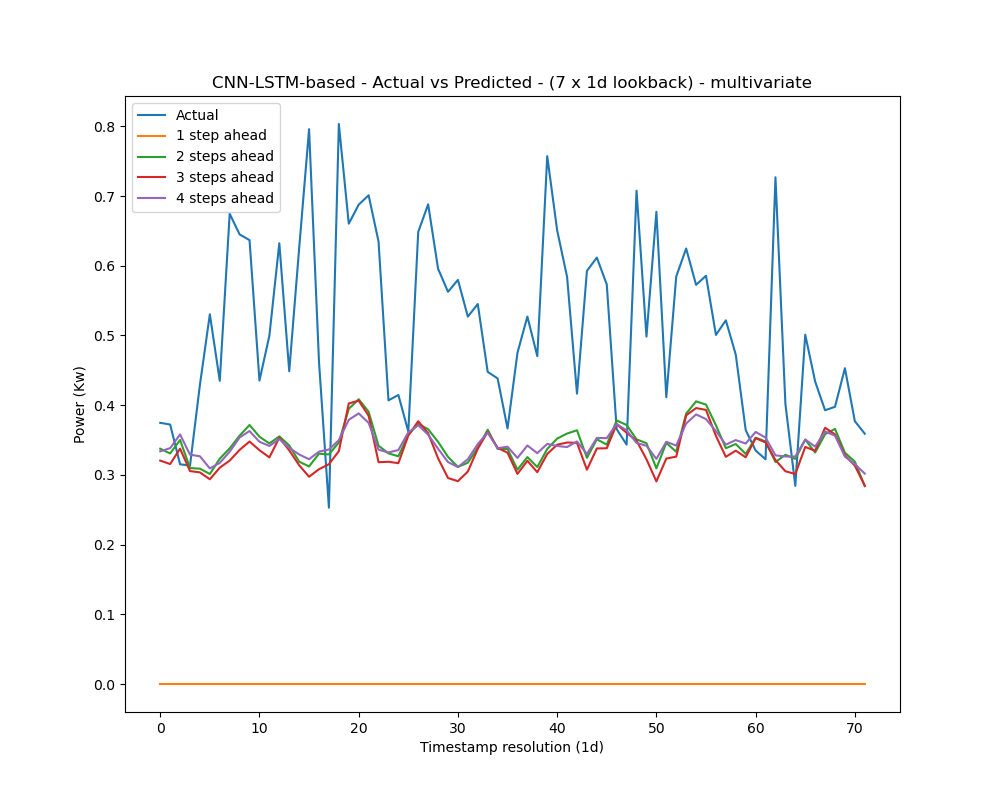 CNN-LSTM-based - Actual vs Predicted - (7 x 1d lookback) - multivariate
Actual
1 step ahead
2 steps ahead
3 steps ahead
4 steps ahead
0.8
0.7
0.6
0.5
0.4
0.3
0.2
0.1
0.0
Power (Kw)
0 10 20 30 40 50 60 70
Timestamp resolution (1d)